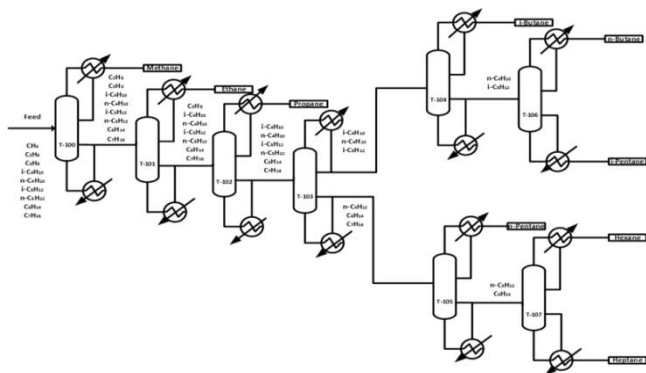 Methane
C₂H₆
C₃H₈
i-C₄H₁₀
n-C₄H₁₀
i-C₅H₁₂
n-C₅H₁₂
C₆H₁₄
C₇H₁₆
Feed
T-100
CH₄
C₂H₆
C₃H₈
i-C₄H₁₀
n-C₄H₁₀
i-C₅H₁₂
n-C₅H₁₂
C₆H₁₄
C₇H₁₆
Ethane
C₃H₈
i-C₄H₁₀
n-C₄H₁₀
i-C₅H₁₂
n-C₅H₁₂
C₆H₁₄
C₇H₁₆
T-101
Propane
i-C₄H₁₀
n-C₄H₁₀
i-C₅H₁₂
n-C₅H₁₂
C₆H₁₄
C₇H₁₆
T-102
i-C₄H₁₀
n-C₄H₁₀
i-C₅H₁₂
T-103
n-C₅H₁₂
C₆H₁₄
C₇H₁₆
i-Butane
T-104
n-C₄H₁₀
i-C₅H₁₂
n-Butane
T-106
i-Pentane
n-Pentane
T-105
n-C₅H₁₂
C₆H₁₄
Hexane
T-107
Heptane